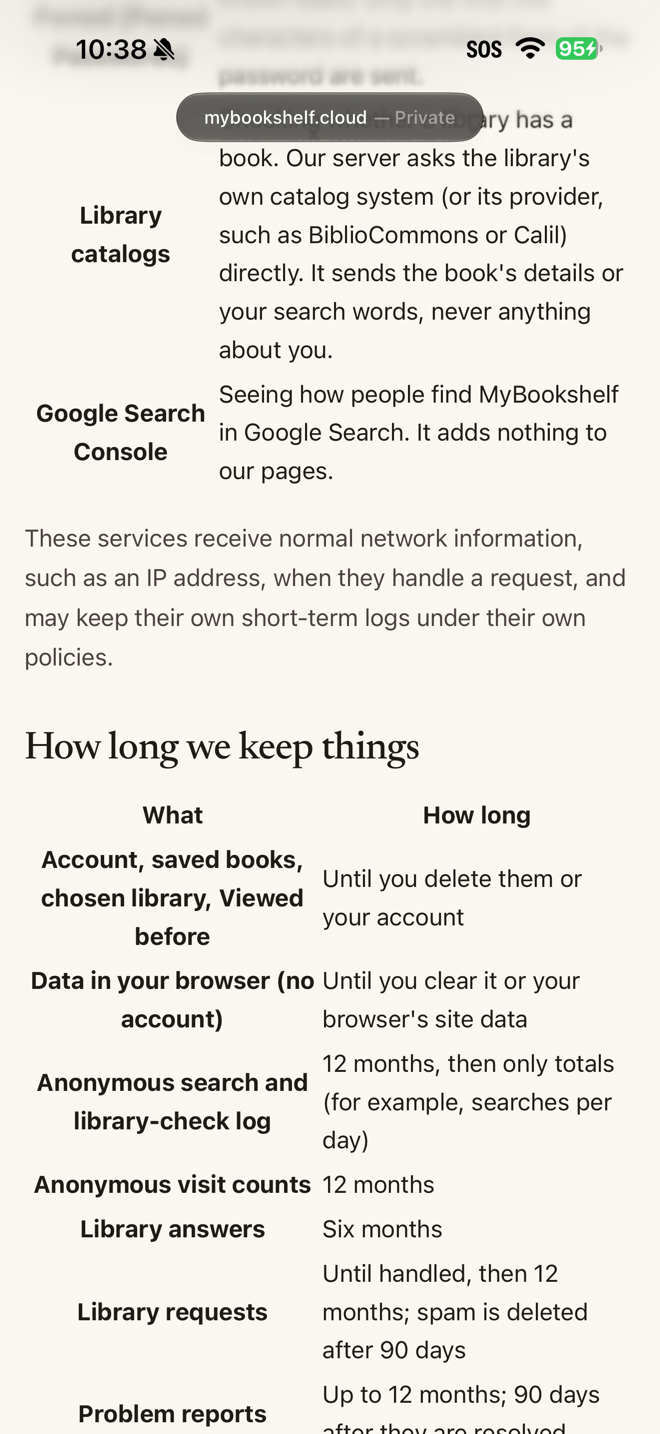 10:38
SOS
95
password are sent.
mybookshelf.cloud — Private
library has a
book. Our server asks the library's
own catalog system (or its provider,
such as BiblioCommons or Calil)
directly. It sends the book's details or
your search words, never anything
about you.
Library
catalogs
Google Search
Console
Seeing how people find MyBookshelf
in Google Search. It adds nothing to
our pages.
These services receive normal network information,
such as an IP address, when they handle a request, and
may keep their own short-term logs under their own
policies.
How long we keep things
What
How long
Account, saved books,
chosen library, Viewed
before
Until you delete them or
your account
Data in your browser (no
account)
Until you clear it or your
browser's site data
Anonymous search and
library-check log
12 months, then only totals
(for example, searches per
day)
Anonymous visit counts
12 months
Library answers
Six months
Library requests
Until handled, then 12
months; spam is deleted
after 90 days
Problem reports
Up to 12 months; 90 days
after they are resolved